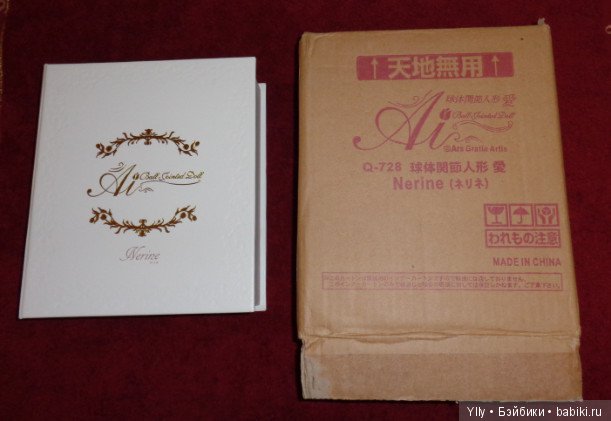 Ai Ball Jointed Doll
Nerine
↑ 天地無用 ↑
球体関節人形 愛
Ai Ball Jointed Doll
©Ars Gratia Artis
Q-728 球体関節人形 愛
Nerine (ネリネ)
われもの注意
MADE IN CHINA
Ylly • Бэйбики • babiki.ru